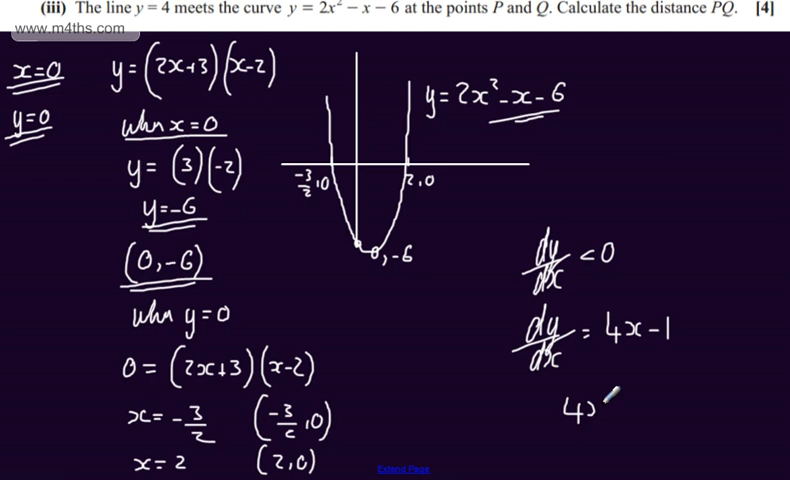 (iii) The line y = 4 meets the curve y = 2x² − x − 6 at the points P and Q. Calculate the distance PQ. [4]
www.m4ths.com
x=0
y=0
y=(2x+3)(x-2)
when x=0
y= (3)(-2)
y=-6
(0,-6)
when y=0
0 = (2x+3)(x-2)
x= -3/2 (-3/2,0)
x=2 (2,0)
y=2x²-x-6
-3/2,0
2,0
0,-6
dy/dx <0
dy/dx = 4x-1
4x
Extend Page